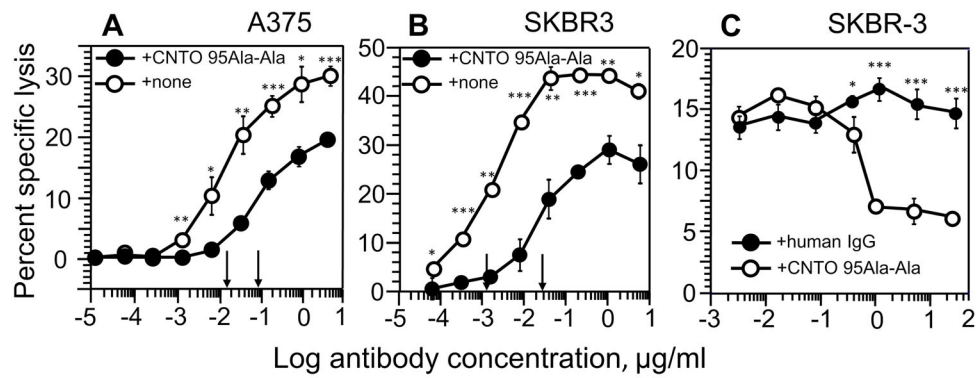 A A375
B SKBR3
C SKBR-3
Percent specific lysis
+CNTO 95Ala-Ala
+none
30
20
10
0
* ***
***
**
*
**
-5 -4 -3 -2 -1 0 1
+CNTO 95Ala-Ala
+none
50
40
30
20
10
0
** *
** ***
***
**
***
*
-4 -3 -2 -1 0 1
20
15
10
5
0
* *** *** ***
+human IgG
+CNTO 95Ala-Ala
-3 -2 -1 0 1
Log antibody concentration, μg/ml